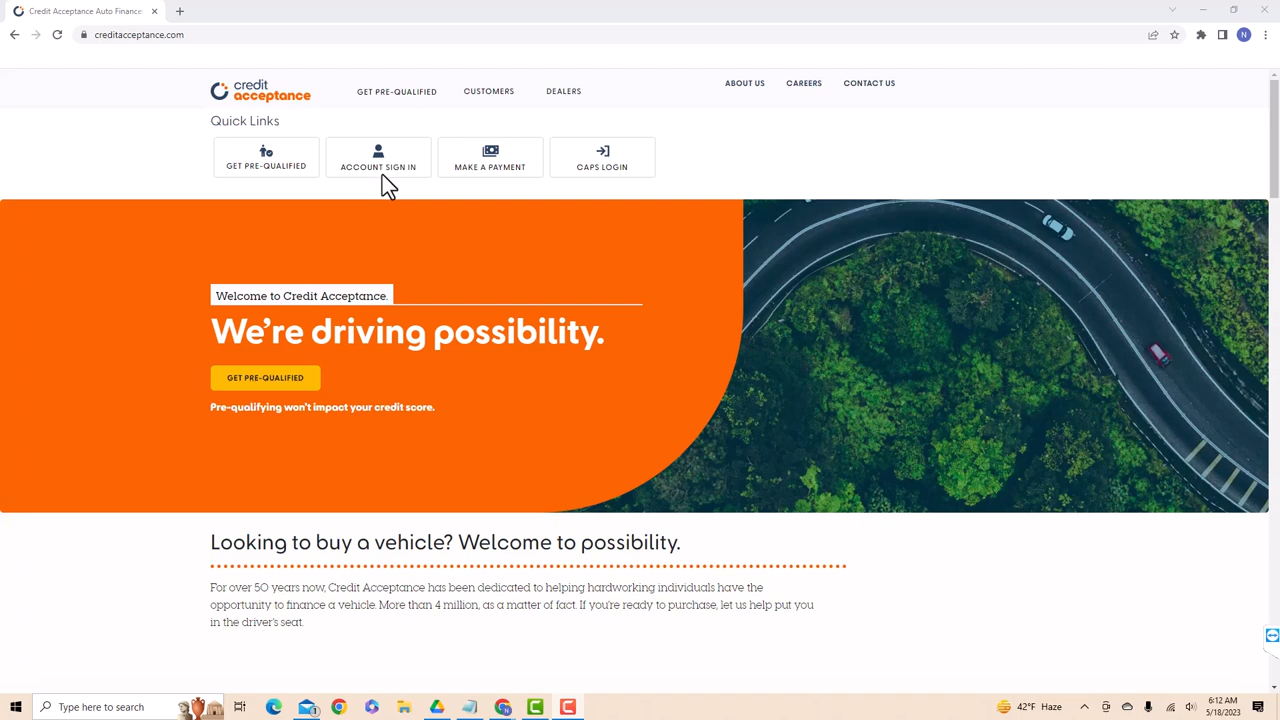 Credit Acceptance Auto Finance
creditacceptance.com
N
credit
acceptance
GET PRE-QUALIFIED
CUSTOMERS
DEALERS
ABOUT US
CAREERS
CONTACT US
Quick Links
GET PRE-QUALIFIED
ACCOUNT SIGN IN
MAKE A PAYMENT
CAPS LOGIN
Welcome to Credit Acceptance.
We're driving possibility.
GET PRE-QUALIFIED
Pre-qualifying won't impact your credit score.
Looking to buy a vehicle? Welcome to possibility.
For over 50 years now, Credit Acceptance has been dedicated to helping hardworking individuals have the
opportunity to finance a vehicle. More than 4 million, as a matter of fact. If you're ready to purchase, let us help put you
in the driver's seat.
Type here to search
1
42°F Haze
6:12 AM
5/18/2023